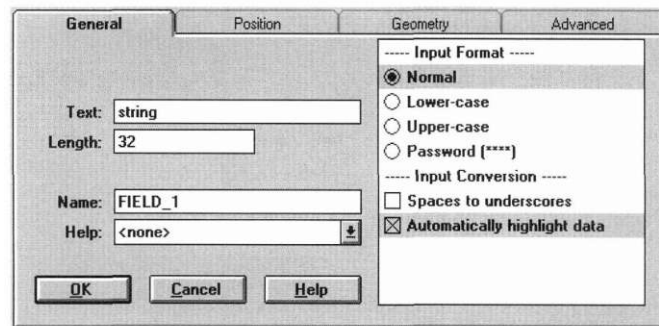 General Position Geometry Advanced
Text: string
Length: 32
Name: FIELD_1
Help: <none>
OK Cancel Help
----- Input Format -----
Normal
Lower-case
Upper-case
Password (****)
----- Input Conversion -----
Spaces to underscores
Automatically highlight data